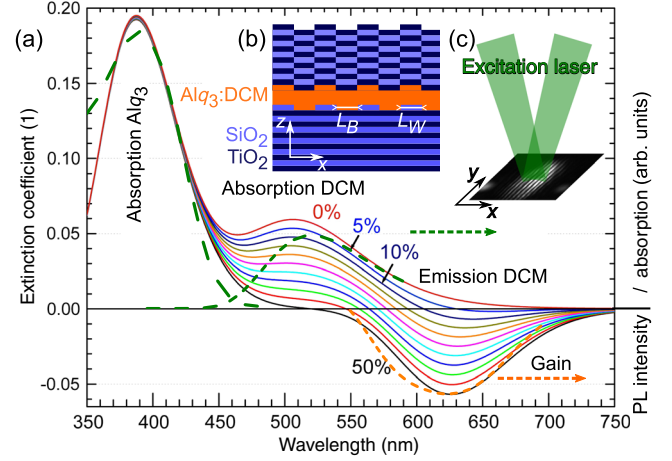 (a)
(b)
(c)
0.20
0.15
0.10
0.05
0.00
-0.05
Extinction coefficient (1)
Absorption Alq3
Alq3:DCM
SiO2
TiO2
z
x
LB
LW
Excitation laser
y
x
Absorption DCM
0%
5%
10%
Emission DCM
50%
Gain
350 400 450 500 550 600 650 700 750
Wavelength (nm)
PL intensity / absorption (arb. units)